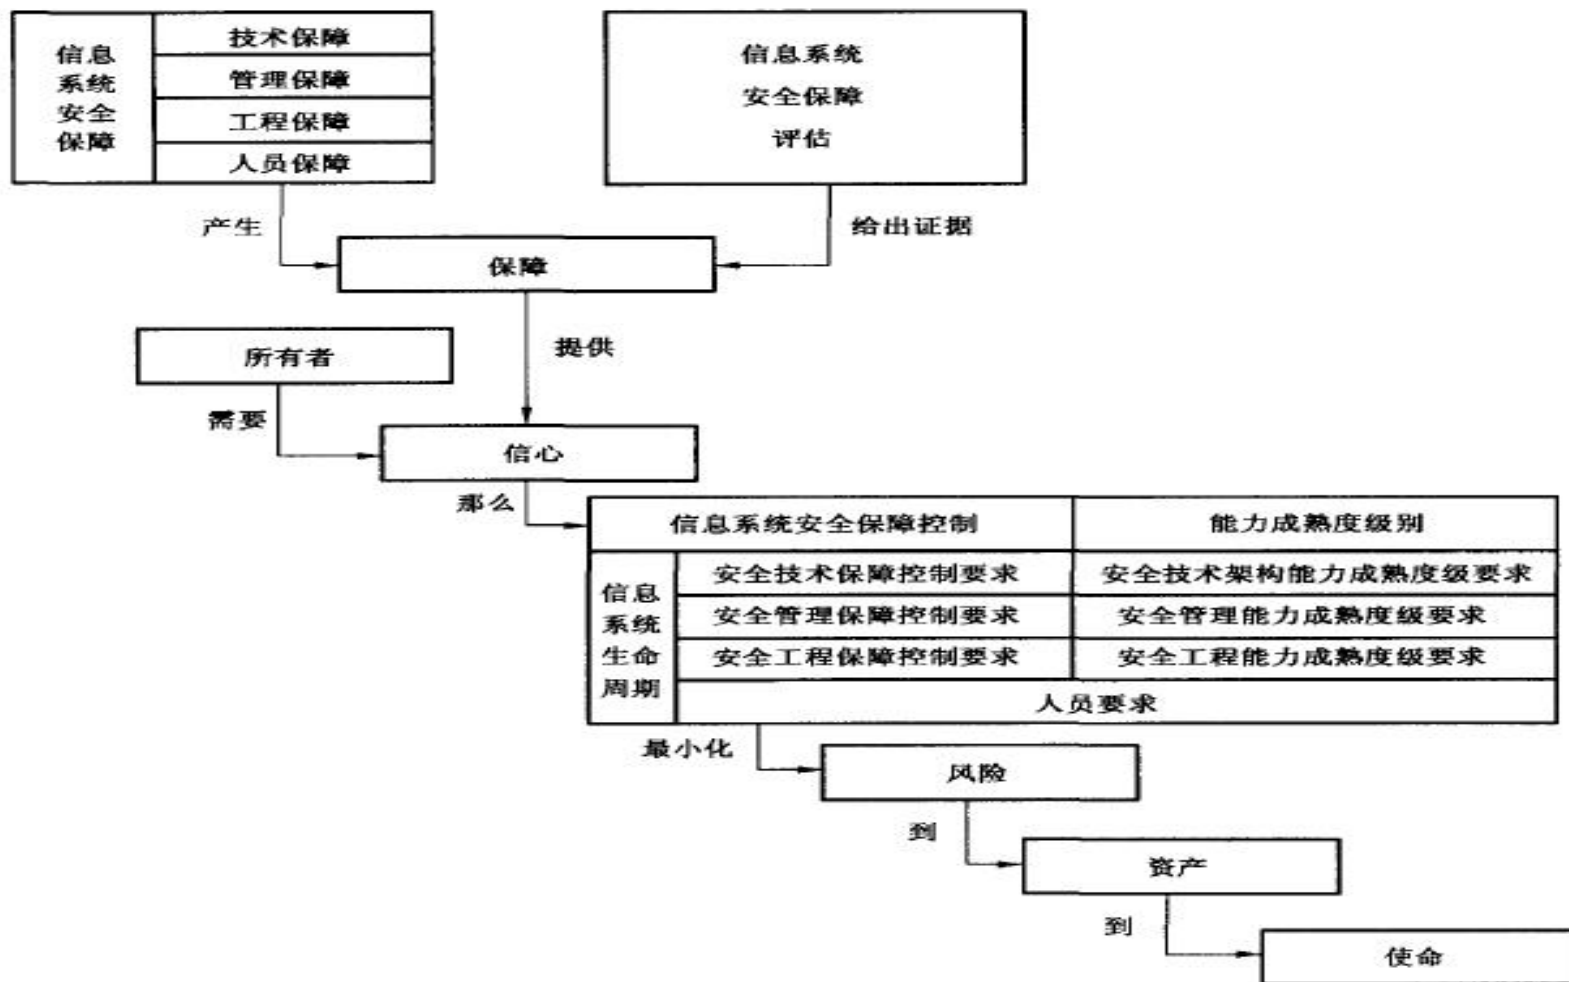 信息
系统
安全
保障
技术保障
管理保障
工程保障
人员保障
信息系统
安全保障
评估
产生
给出证据
保障
所有者
提供
需要
信心
那么
信息系统安全保障控制
能力成熟度级别
信息
系统
生命
周期
安全技术保障控制要求
安全技术架构能力成熟度级要求
安全管理保障控制要求
安全管理能力成熟度级要求
安全工程保障控制要求
安全工程能力成熟度级要求
人员要求
最小化
风险
到
资产
到
使命